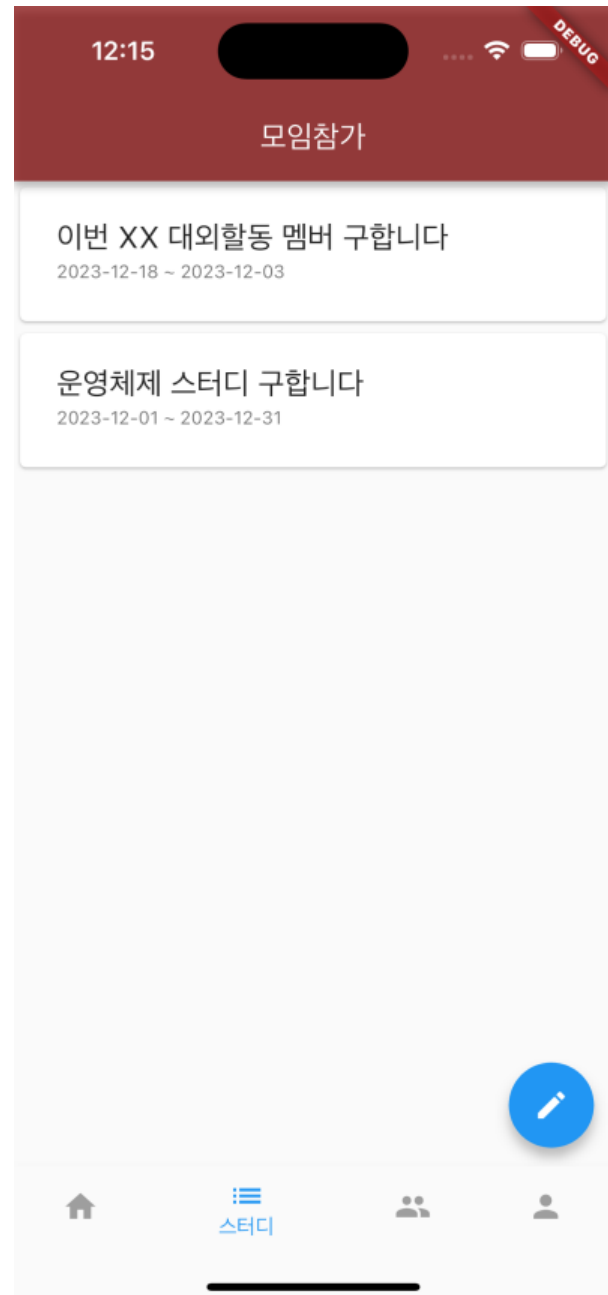 12:15
DEBUG
모임참가
이번 XX 대외할동 멤버 구합니다
2023-12-18 ~ 2023-12-03
운영체제 스터디 구합니다
2023-12-01 ~ 2023-12-31
스터디